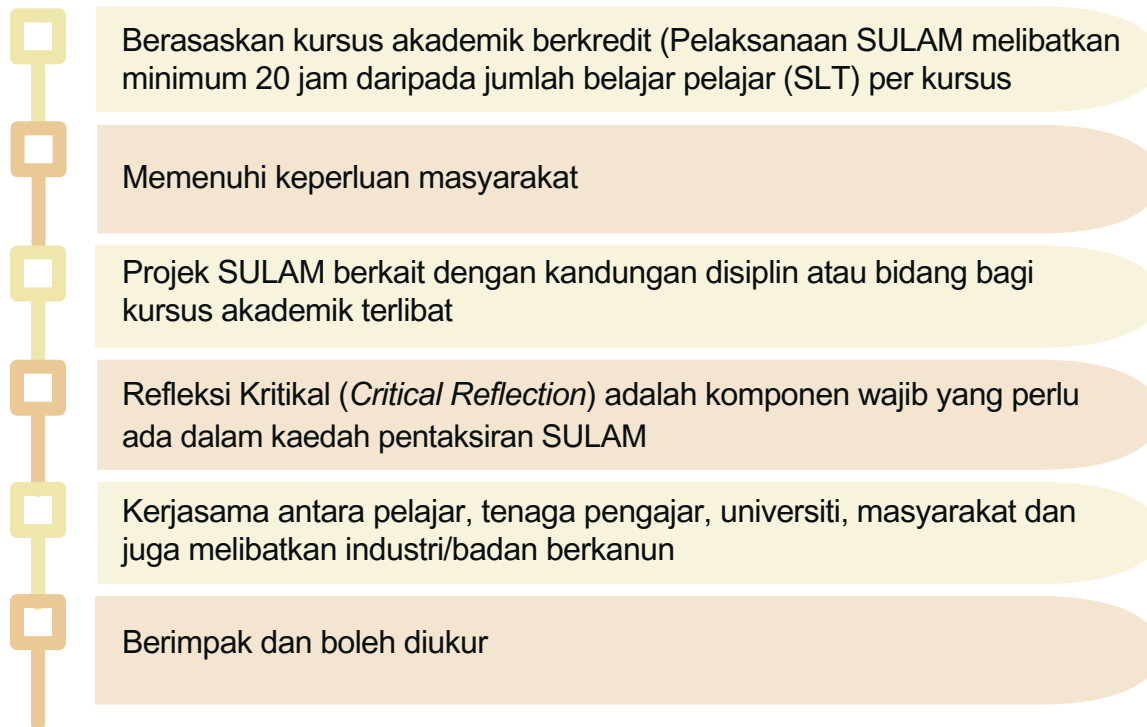 Berasaskan kursus akademik berkredit (Pelaksanaan SULAM melibatkan
minimum 20 jam daripada jumlah belajar pelajar (SLT) per kursus
Memenuhi keperluan masyarakat
Projek SULAM berkait dengan kandungan disiplin atau bidang bagi
kursus akademik terlibat
Refleksi Kritikal (Critical Reflection) adalah komponen wajib yang perlu
ada dalam kaedah pentaksiran SULAM
Kerjasama antara pelajar, tenaga pengajar, universiti, masyarakat dan
juga melibatkan industri/badan berkanun
Berimpak dan boleh diukur